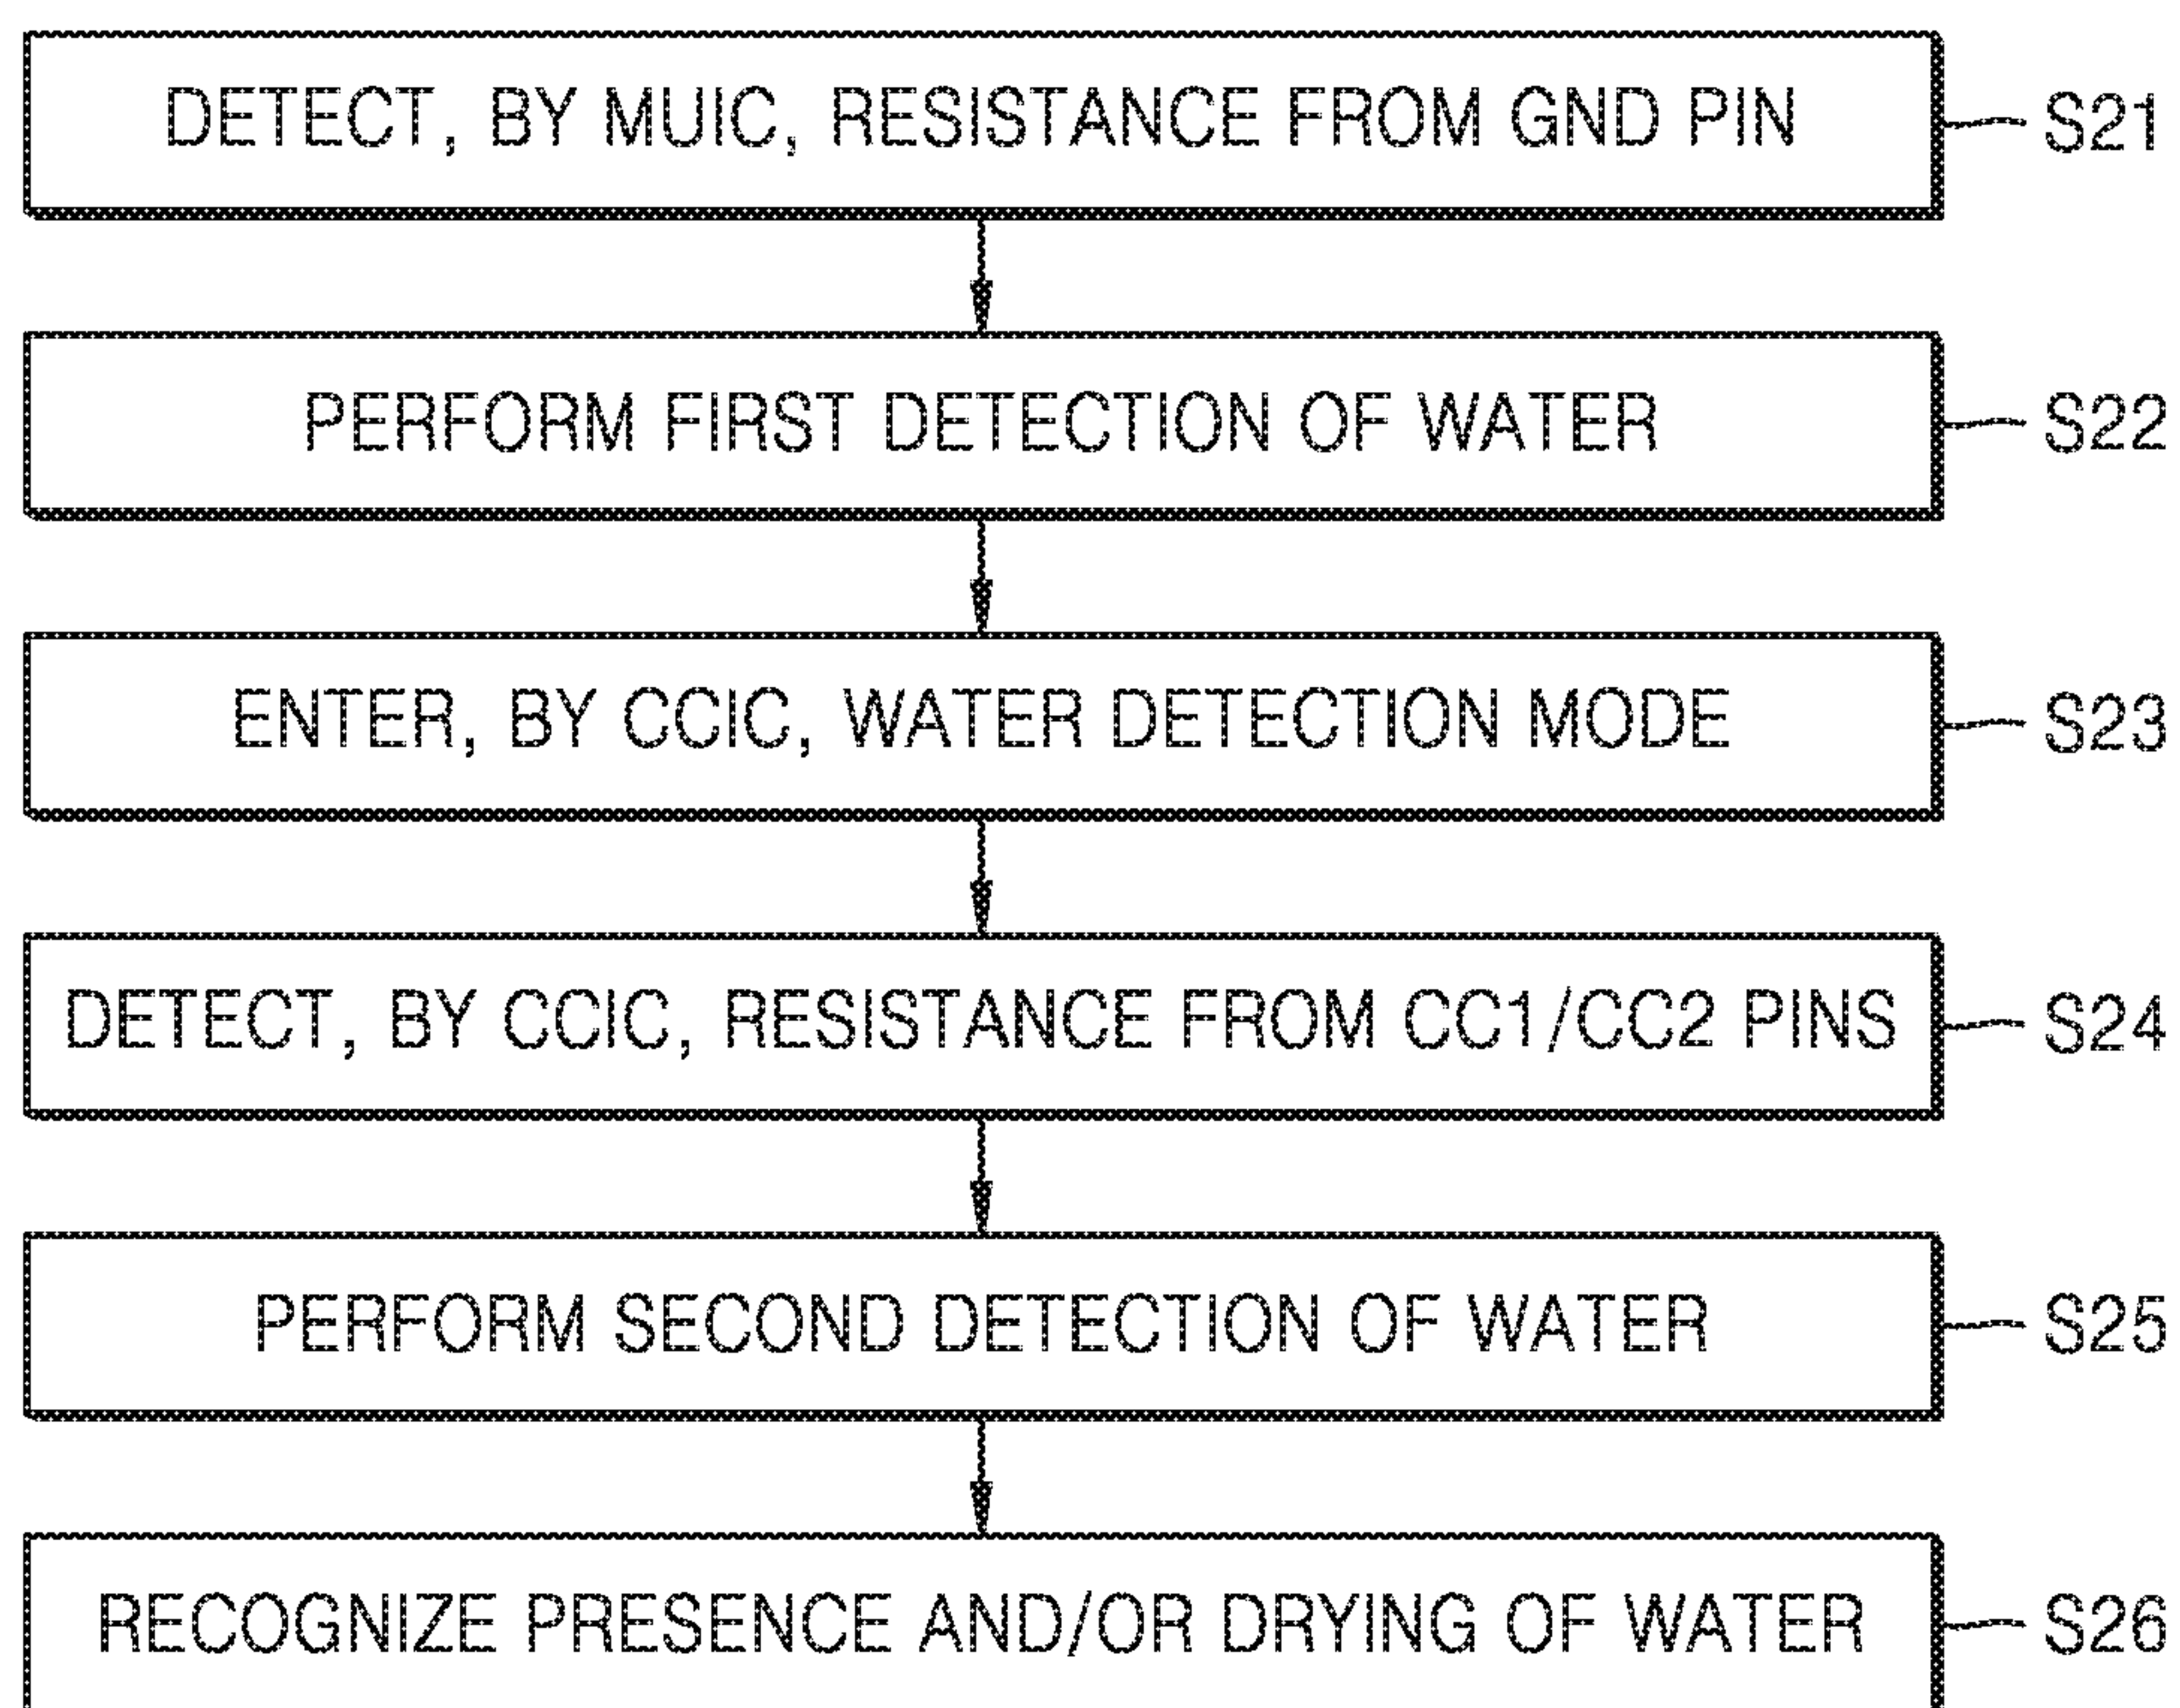 DETECT, BY MUIC, RESISTANCE FROM GND PIN
S21
PERFORM FIRST DETECTION OF WATER
S22
ENTER, BY CCIC, WATER DETECTION MODE
S23
DETECT, BY CCIC, RESISTANCE FROM CC1/CC2 PINS
S24
PERFORM SECOND DETECTION OF WATER
S25
RECOGNIZE PRESENCE AND/OR DRYING OF WATER
S26